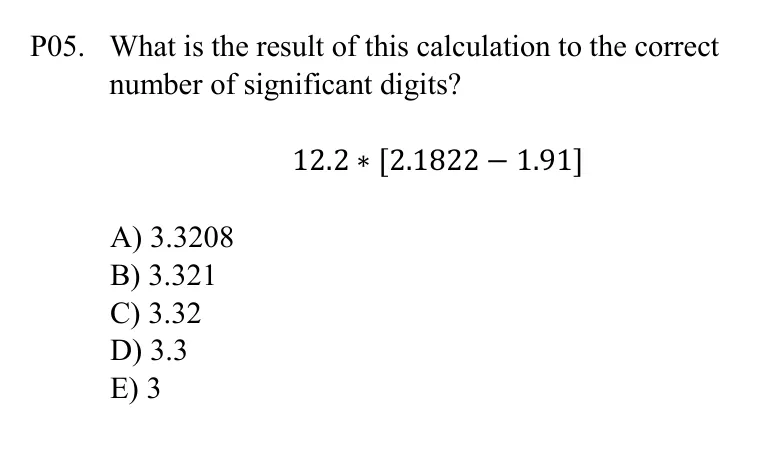 P05. What is the result of this calculation to the correct
number of significant digits?
12.2 ∗ [2.1822 − 1.91]
A) 3.3208
B) 3.321
C) 3.32
D) 3.3
E) 3